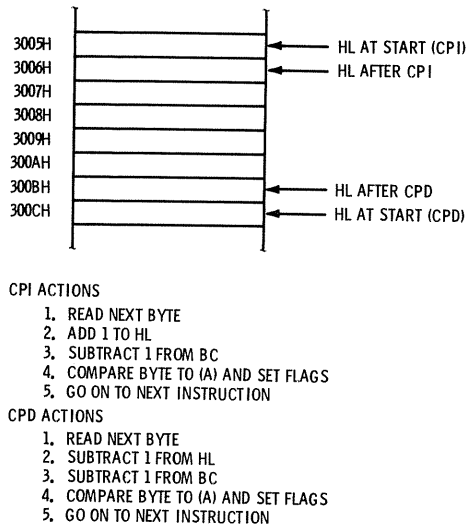 3005H HL AT START (CPI)
3006H HL AFTER CPI
3007H
3008H
3009H
300AH
300BH HL AFTER CPD
300CH HL AT START (CPD)
CPI ACTIONS
1. READ NEXT BYTE
2. ADD 1 TO HL
3. SUBTRACT 1 FROM BC
4. COMPARE BYTE TO (A) AND SET FLAGS
5. GO ON TO NEXT INSTRUCTION
CPD ACTIONS
1. READ NEXT BYTE
2. SUBTRACT 1 FROM HL
3. SUBTRACT 1 FROM BC
4. COMPARE BYTE TO (A) AND SET FLAGS
5. GO ON TO NEXT INSTRUCTION